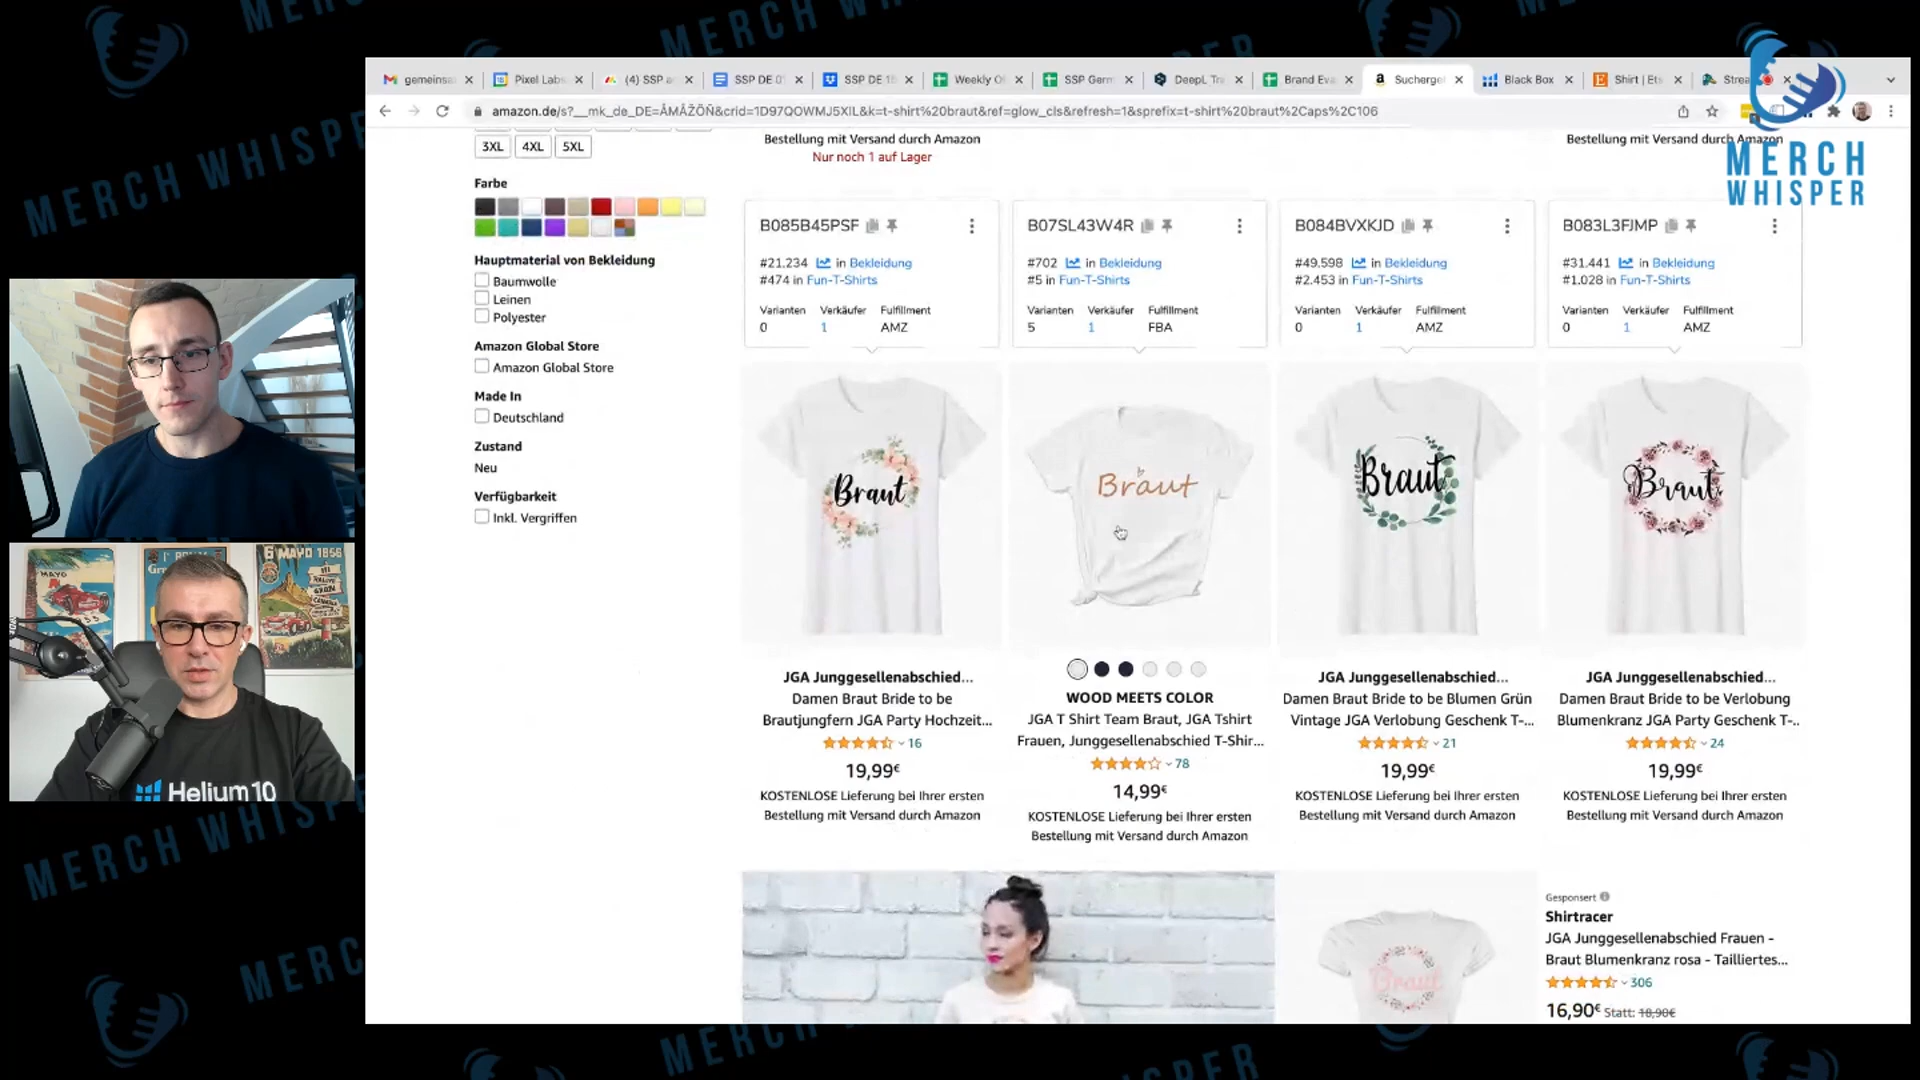 MERCH WHISPER
gemeinsa
Pixel Labs
(4) SSP a
SSP DE 01
SSP DE 1
Weekly O
SSP Germ
DeepL Tra
Brand Eva
Sucherge
Black Box
Shirt | Ets
Strea
amazon.de/s?__mk_de_DE=ÅMÅŽÕÑ&crid=1D97QOWMJ5XIL&k=t-shirt%20braut&ref=glow_cls&refresh=1&sprefix=t-shirt%20braut%2Caps%2C106
MERCH
WHISPER
3XL 4XL 5XL
Farbe
Hauptmaterial von Bekleidung
Baumwolle
Leinen
Polyester
Amazon Global Store
Amazon Global Store
Made In
Deutschland
Zustand
Neu
Verfügbarkeit
Inkl. Vergriffen
Bestellung mit Versand durch Amazon
Nur noch 1 auf Lager
Bestellung mit Versand durch Amazon
B085B45PSF
#21.234 in Bekleidung
#474 in Fun-T-Shirts
Varianten Verkäufer Fulfillment
0 1 AMZ
B07SL43W4R
#702 in Bekleidung
#5 in Fun-T-Shirts
Varianten Verkäufer Fulfillment
5 1 FBA
B084BVXKJD
#49.598 in Bekleidung
#2.453 in Fun-T-Shirts
Varianten Verkäufer Fulfillment
0 1 AMZ
B083L3FJMP
#31.441 in Bekleidung
#1.028 in Fun-T-Shirts
Varianten Verkäufer Fulfillment
0 1 AMZ
Braut
Braut
Braut
Braut
JGA Junggesellenabschied...
Damen Braut Bride to be
Brautjungfern JGA Party Hochzeit...
16
19,99€
KOSTENLOSE Lieferung bei Ihrer ersten
Bestellung mit Versand durch Amazon
WOOD MEETS COLOR
JGA T Shirt Team Braut, JGA Tshirt
Frauen, Junggesellenabschied T-Shir...
78
14,99€
KOSTENLOSE Lieferung bei Ihrer ersten
Bestellung mit Versand durch Amazon
JGA Junggesellenabschied...
Damen Braut Bride to be Blumen Grün
Vintage JGA Verlobung Geschenk T-...
21
19,99€
KOSTENLOSE Lieferung bei Ihrer ersten
Bestellung mit Versand durch Amazon
JGA Junggesellenabschied...
Damen Braut Bride to be Verlobung
Blumenkranz JGA Party Geschenk T-...
24
19,99€
KOSTENLOSE Lieferung bei Ihrer ersten
Bestellung mit Versand durch Amazon
Braut
Gesponsert
Shirtracer
JGA Junggesellenabschied Frauen -
Braut Blumenkranz rosa - Tailliertes...
306
16,90€ Statt: 18,90€
MAYO
6 MAYO 1856
Helium 10